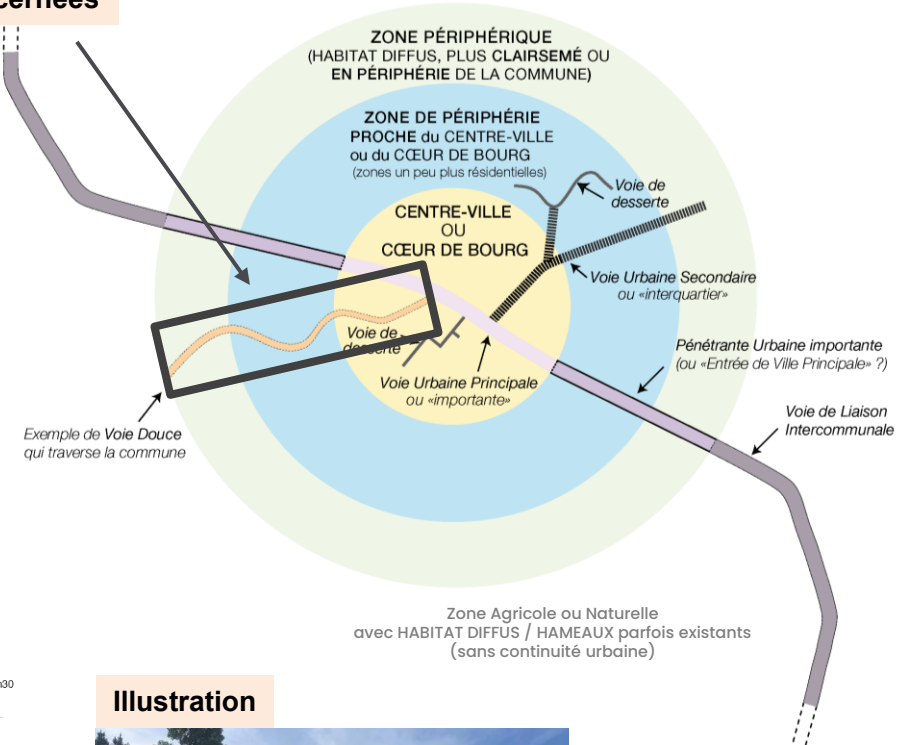 ZONE PÉRIPHÉRIQUE
(HABITAT DIFFUS, PLUS CLAIRSEMÉ OU
EN PÉRIPHÉRIE DE LA COMMUNE)
ZONE DE PÉRIPHÉRIE
PROCHE du CENTRE-VILLE
ou du CŒUR DE BOURG
(zones un peu plus résidentielles)
Voie de
desserte
CENTRE-VILLE
OU
CŒUR DE BOURG
Voie Urbaine Secondaire
ou «interquartier»
Voie de
desserte
Pénétrante Urbaine importante
(ou «Entrée de Ville Principale» ?)
Voie Urbaine Principale
ou «importante»
Voie de Liaison
Intercommunale
Exemple de Voie Douce
qui traverse la commune
Zone Agricole ou Naturelle
avec HABITAT DIFFUS / HAMEAUX parfois existants
(sans continuité urbaine)
Illustration